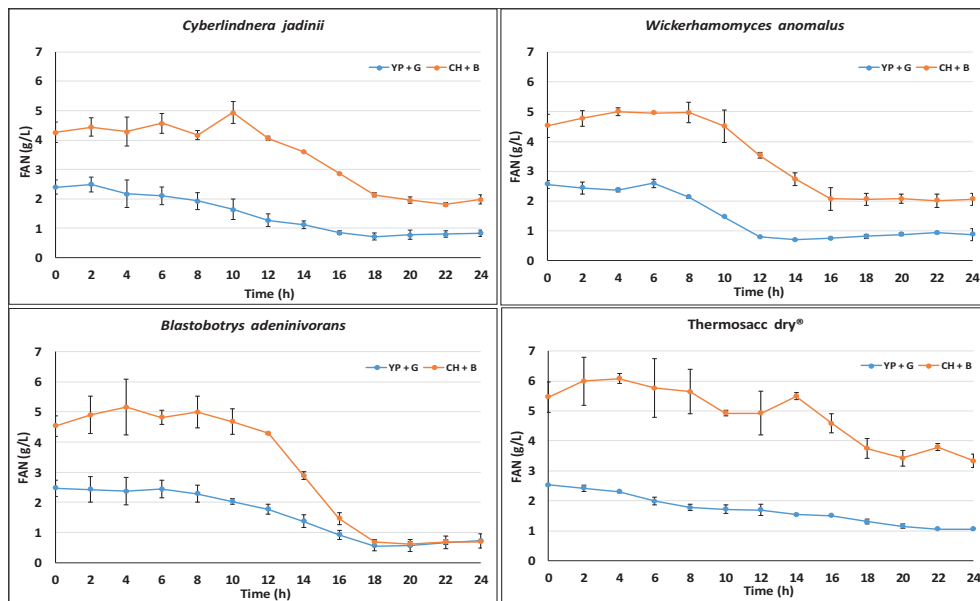 Cyberlindnera jadinii
7
6
5
4
3
2
1
0
FAN (g/L)
YP + G CH + B
0 2 4 6 8 10 12 14 16 18 20 22 24
Time (h)
Wickerhamomyces anomalus
7
6
5
4
3
2
1
0
FAN (g/L)
YP + G CH + B
0 2 4 6 8 10 12 14 16 18 20 22 24
Time (h)
Blastobotrys adeninivorans
7
6
5
4
3
2
1
0
FAN (g/L)
YP + G CH + B
0 2 4 6 8 10 12 14 16 18 20 22 24
Time (h)
Thermosacc dry®
7
6
5
4
3
2
1
0
FAN (g/L)
YP + G CH + B
0 2 4 6 8 10 12 14 16 18 20 22 24
Time (h)